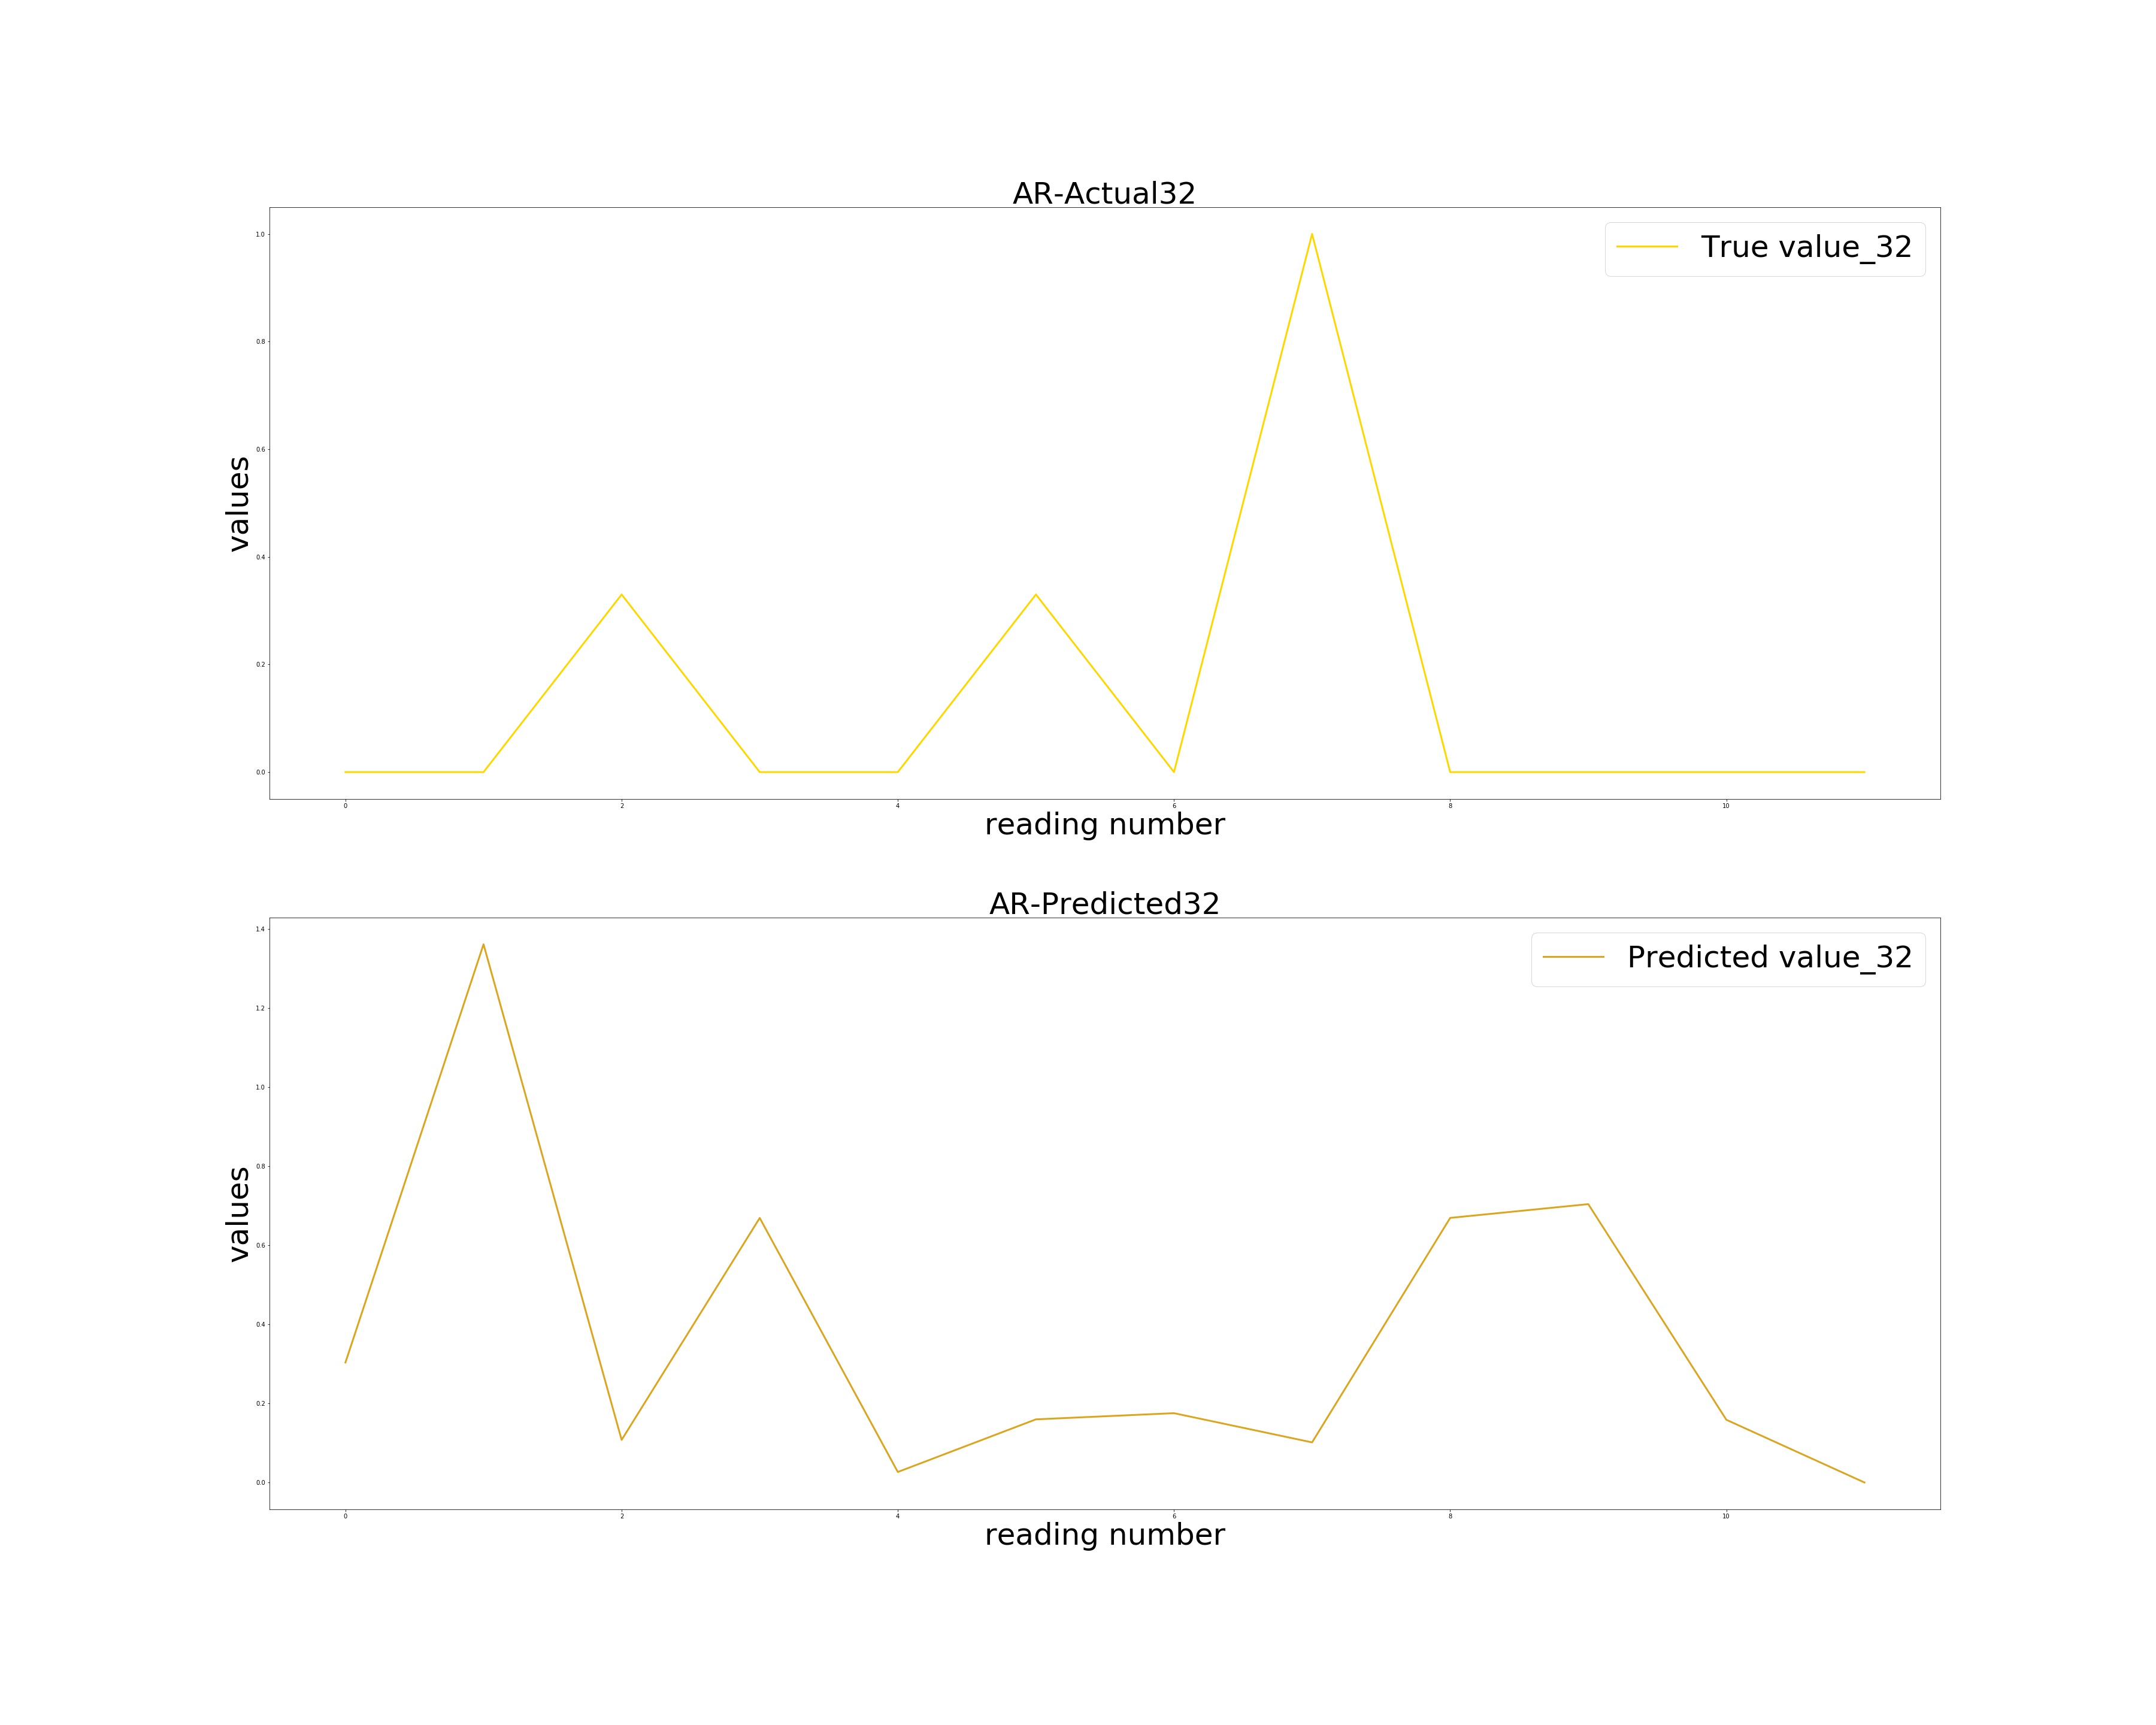 AR-Actual32
True value_32
1.0
0.8
0.6
0.4
0.2
0.0
values
0 2 4 6 8 10
reading number
AR-Predicted32
Predicted value_32
1.4
1.2
1.0
0.8
0.6
0.4
0.2
0.0
values
0 2 4 6 8 10
reading number